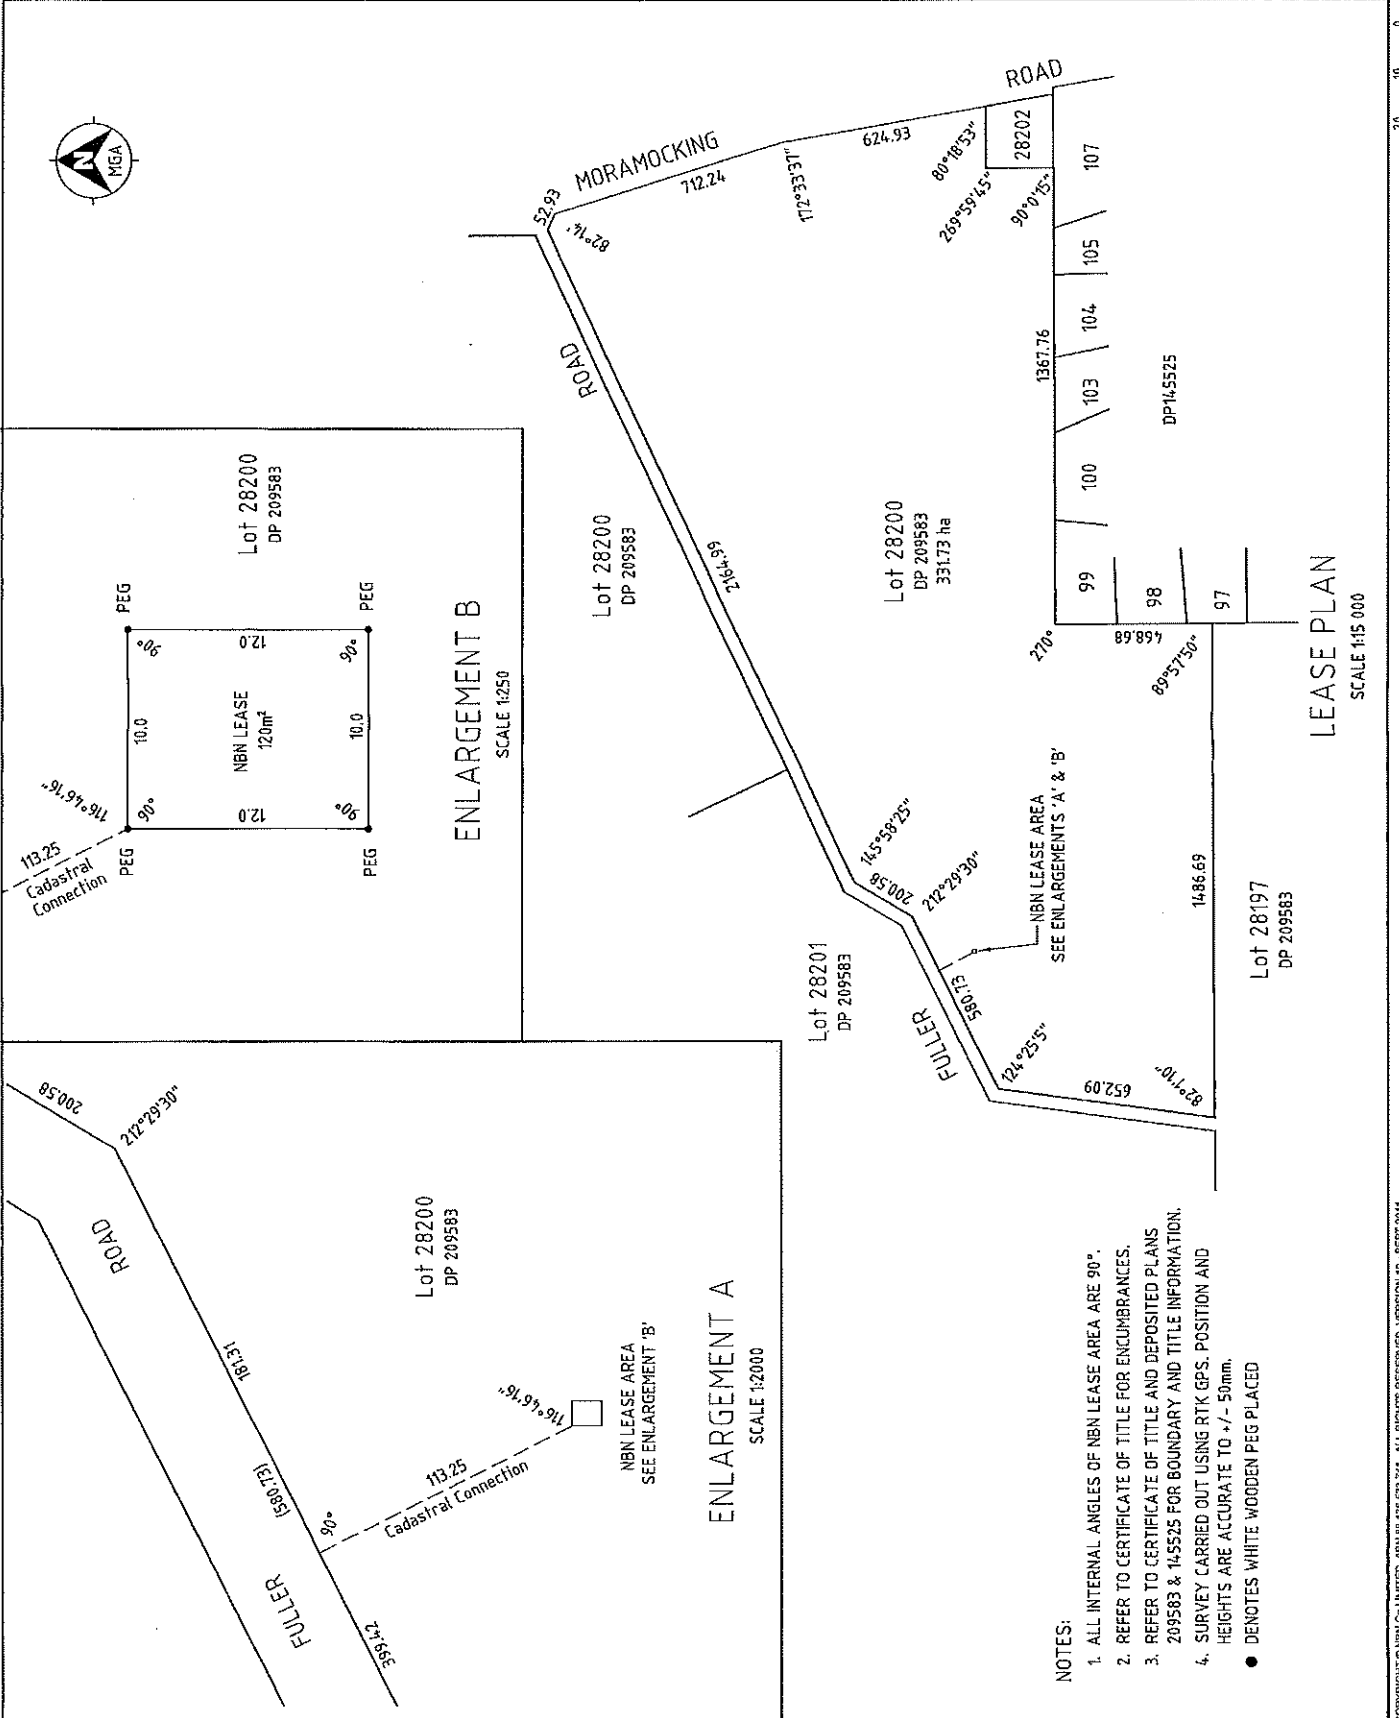 N
MGA
200.58
212°29'30"
ROAD
181.31
(580.73)
90°
FULLER
399.42
113.25
Cadastral Connection
116°46'16"
Lot 28200
DP 209583
NBN LEASE AREA
SEE ENLARGEMENT 'B'
ENLARGEMENT A
SCALE 1:2000
113.25
Cadastral
Connection
116°46'16"
PEG
PEG
90°
10.0
90°
12.0
NBN LEASE
120m²
12.0
90°
10.0
90°
PEG
PEG
Lot 28200
DP 209583
ENLARGEMENT B
SCALE 1:250
52.93
82°14'
MORAMOCKING
712.24
172°33'37"
624.93
ROAD
80°18'53"
269°59'45"
90°0'15"
28202
ROAD
Lot 28200
DP 209583
2164.99
Lot 28200
DP 209583
331.73 ha
Lot 28201
DP 209583
145°58'25"
200.58
212°29'30"
FULLER
580.73
124°25'5"
NBN LEASE AREA
SEE ENLARGEMENTS 'A' & 'B'
652.09
82°1'10"
1486.69
89°57'50"
468.68
270°
1367.76
99
98
97
100
103
104
105
107
DP145525
Lot 28197
DP 209583
LEASE PLAN
SCALE 1:15 000
NOTES:
1. ALL INTERNAL ANGLES OF NBN LEASE AREA ARE 90°.
2. REFER TO CERTIFICATE OF TITLE FOR ENCUMBRANCES.
3. REFER TO CERTIFICATE OF TITLE AND DEPOSITED PLANS
209583 & 145525 FOR BOUNDARY AND TITLE INFORMATION.
4. SURVEY CARRIED OUT USING RTK GPS. POSITION AND
HEIGHTS ARE ACCURATE TO +/- 50mm.
● DENOTES WHITE WOODEN PEG PLACED